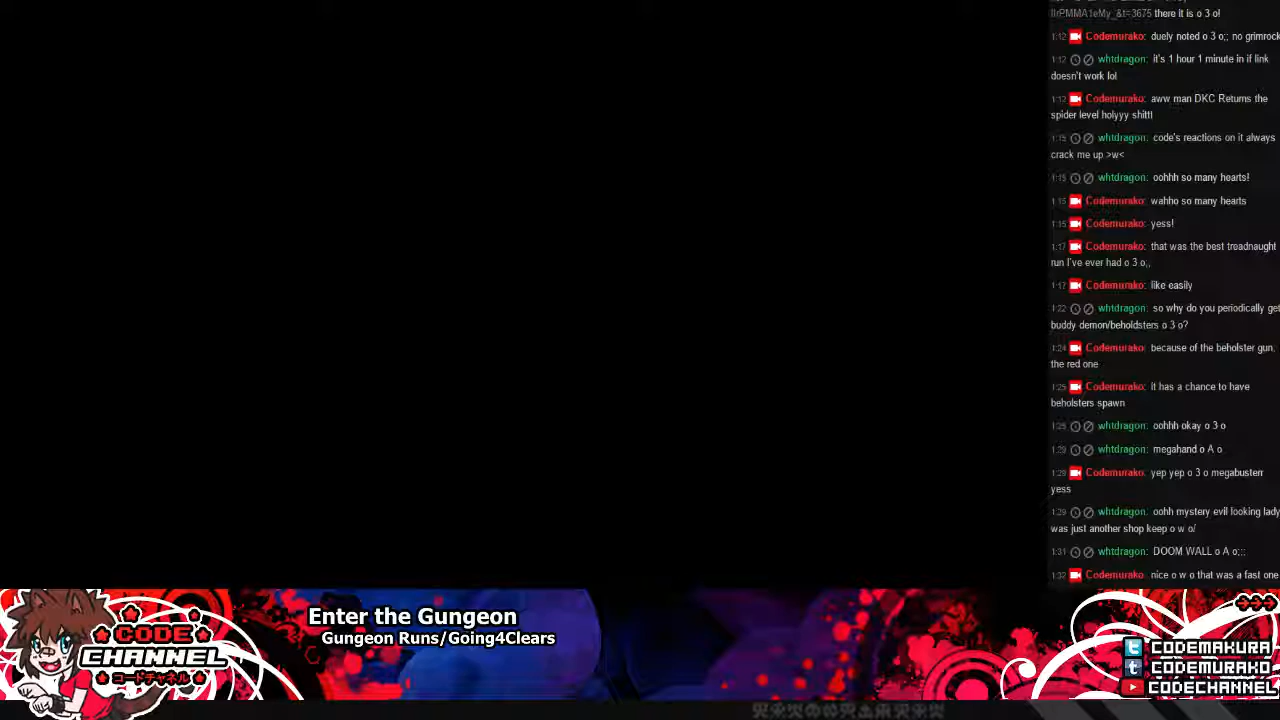 IIrPMMA1eMy_&t=3675 there it is o 3 o!
1:12 Codemurako: duely noted o 3 o;; no grimrock
1:12 whtdragon: it's 1 hour 1 minute in if link
doesn't work lol
1:12 Codemurako: aww man DKC Returns the
spider level holyyy shittt
1:15 whtdragon: code's reactions on it always
crack me up >w<
1:15 whtdragon: oohhh so many hearts!
1:15 Codemurako: wahho so many hearts
1:15 Codemurako: yess!
1:17 Codemurako: that was the best treadnaught
run I've ever had o 3 o;,
1:17 Codemurako: like easily
1:22 whtdragon: so why do you periodically get
buddy demon/beholdsters o 3 o?
1:24 Codemurako: because of the beholster gun,
the red one
1:25 Codemurako: it has a chance to have
beholsters spawn
1:25 whtdragon: oohhh okay o 3 o
1:29 whtdragon: megahand o A o
1:29 Codemurako: yep yep o 3 o megabusterr
yess
1:29 whtdragon: oohh mystery evil looking lady
was just another shop keep o w o/
1:31 whtdragon: DOOM WALL o A o;;;
1:32 Codemurako: nice o w o that was a fast one
Enter the Gungeon
Gungeon Runs/Going4Clears
CODE
CHANNEL
コードチャンネル
CODEMAKURA
CODEMURAKO
CODECHANNEL